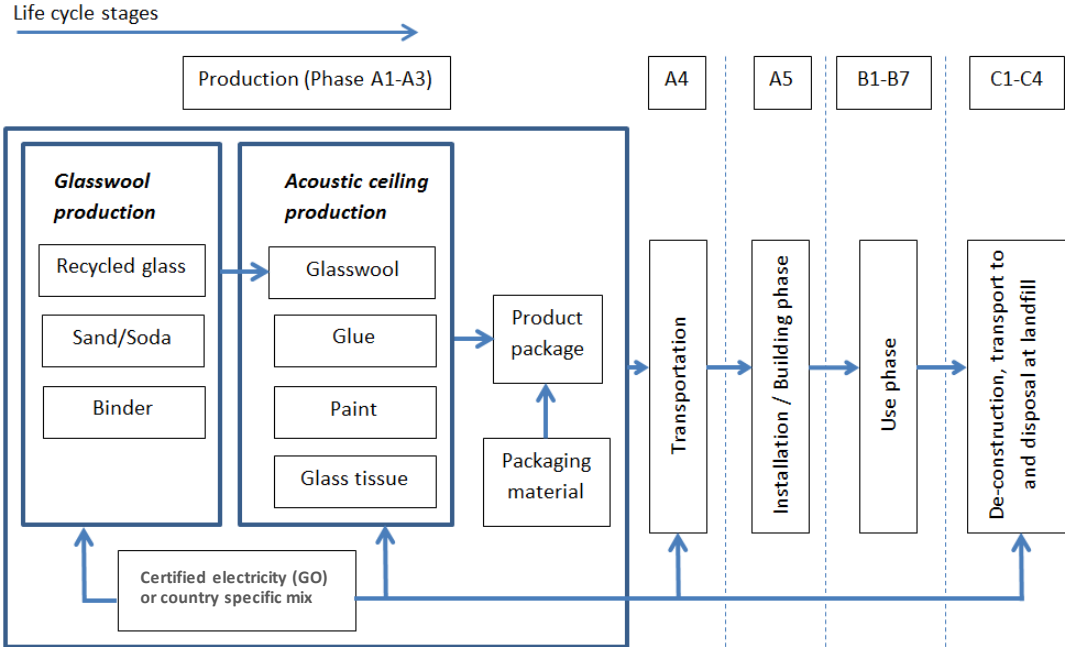 Life cycle stages
Production (Phase A1-A3)
A4
A5
B1-B7
C1-C4
Glasswool
production
Recycled glass
Sand/Soda
Binder
Acoustic ceiling
production
Glasswool
Glue
Paint
Glass tissue
Product
package
Packaging
material
Certified electricity (GO)
or country specific mix
Transportation
Installation / Building phase
Use phase
De-construction, transport to
and disposal at landfill